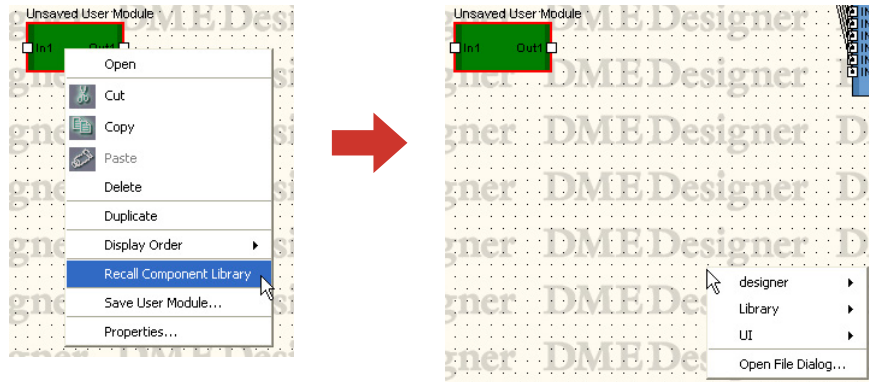 Unsaved User Module
In1 Out1
Open
Cut
Copy
Paste
Delete
Duplicate
Display Order
Recall Component Library
Save User Module...
Properties...
Unsaved User Module
In1 Out1
DME Designer
designer
Library
UI
Open File Dialog...